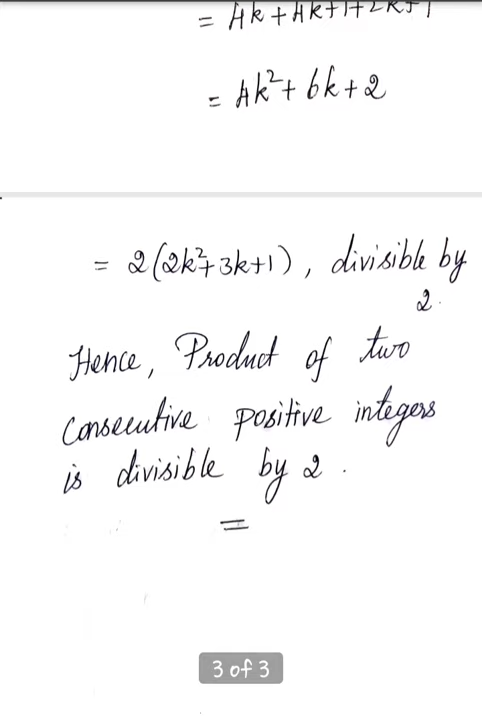 = 4k² + 6k + 2
= 2(2k² + 3k + 1), divisible by
2.
Hence, Product of two
Consecutive positive integers
is divisible by 2.
=
3 of 3